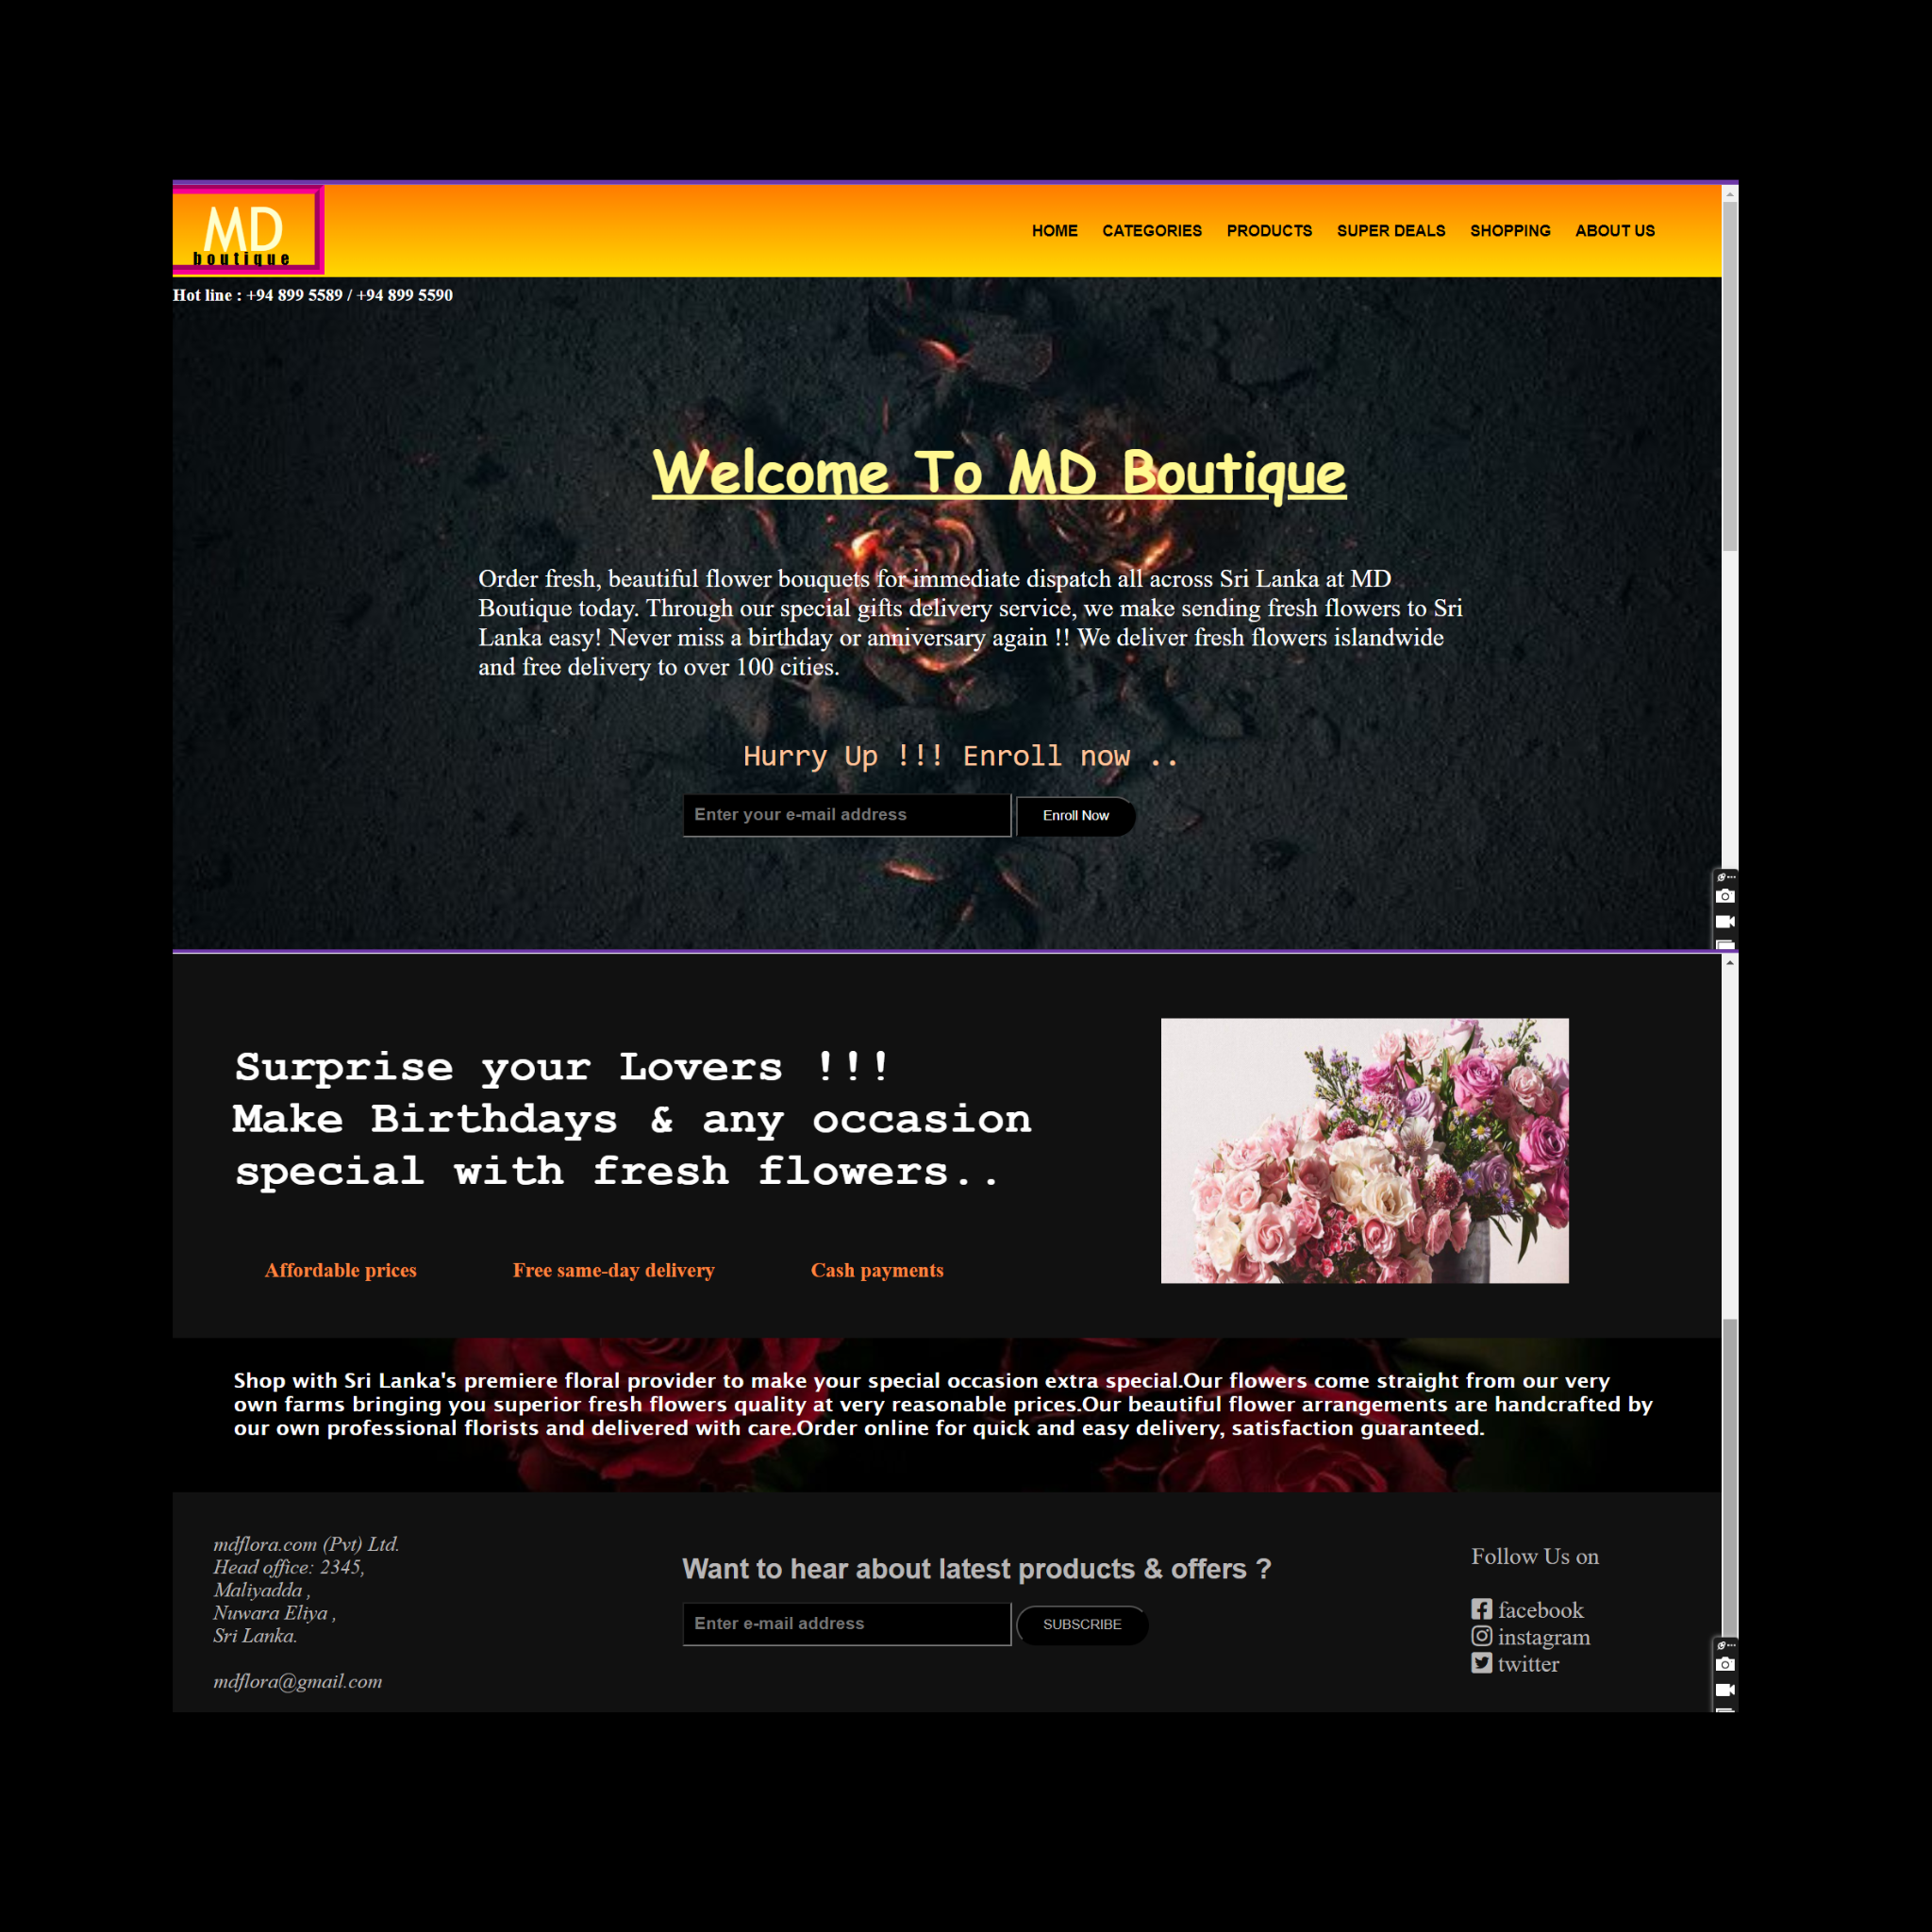 MD
boutique
HOME CATEGORIES PRODUCTS SUPER DEALS SHOPPING ABOUT US
Hot line : +94 899 5589 / +94 899 5590
Welcome To MD Boutique
Order fresh, beautiful flower bouquets for immediate dispatch all across Sri Lanka at MD
Boutique today. Through our special gifts delivery service, we make sending fresh flowers to Sri
Lanka easy! Never miss a birthday or anniversary again !! We deliver fresh flowers islandwide
and free delivery to over 100 cities.
Hurry Up !!! Enroll now ..
Enter your e-mail address Enroll Now
Surprise your Lovers !!!
Make Birthdays & any occasion
special with fresh flowers..
Affordable prices Free same-day delivery Cash payments
Shop with Sri Lanka's premiere floral provider to make your special occasion extra special.Our flowers come straight from our very
own farms bringing you superior fresh flowers quality at very reasonable prices.Our beautiful flower arrangements are handcrafted by
our own professional florists and delivered with care.Order online for quick and easy delivery, satisfaction guaranteed.
mdflora.com (Pvt) Ltd.
Head office: 2345,
Maliyadda ,
Nuwara Eliya ,
Sri Lanka.
mdflora@gmail.com
Want to hear about latest products & offers ?
Enter e-mail address SUBSCRIBE
Follow Us on
facebook
instagram
twitter